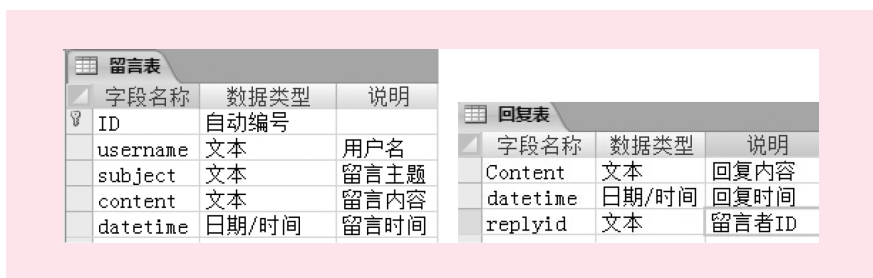 留言表
字段名称 数据类型 说明
ID 自动编号
username 文本 用户名
subject 文本 留言主题
content 文本 留言内容
datetime 日期/时间 留言时间
回复表
字段名称 数据类型 说明
Content 文本 回复内容
datetime 日期/时间 回复时间
replyid 文本 留言者ID